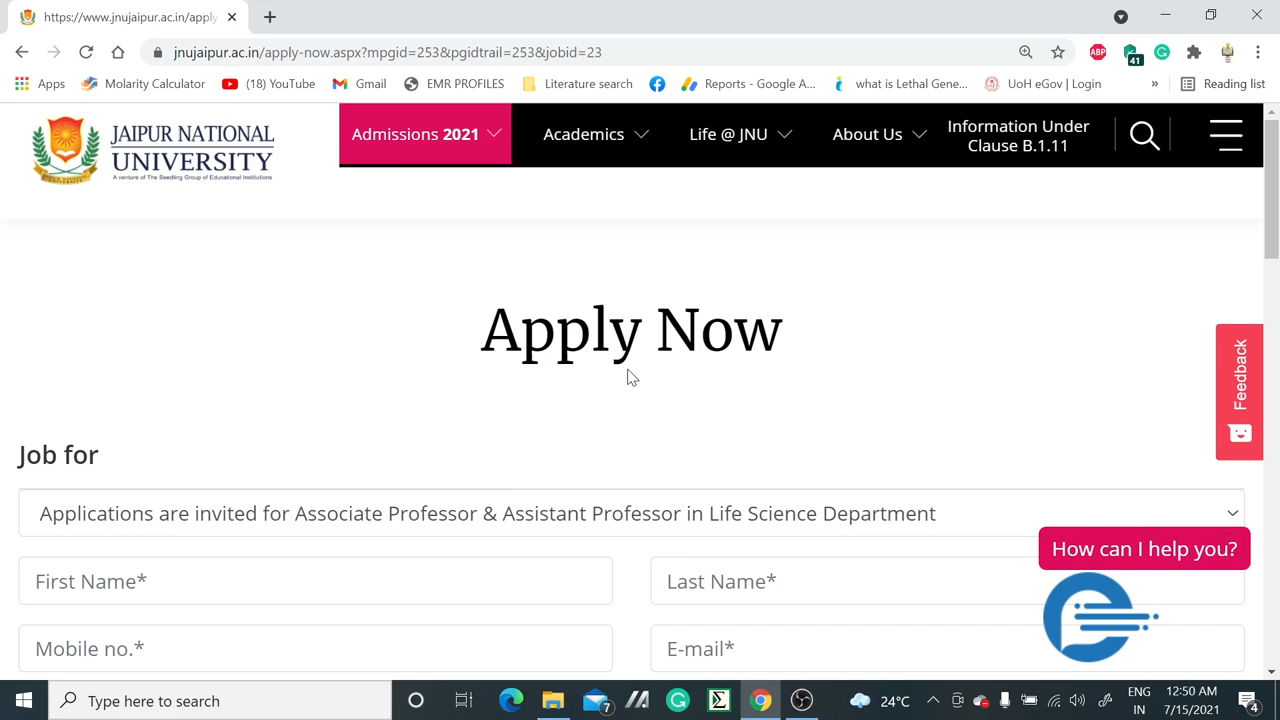 https://www.jnujaipur.ac.in/apply
jnujaipur.ac.in/apply-now.aspx?mpgid=253&pgidtrail=253&jobid=23
ABP
41
Apps
Molarity Calculator
(18) YouTube
Gmail
EMR PROFILES
Literature search
Reports - Google A...
what is Lethal Gene...
UoH eGov | Login
»
Reading list
JAIPUR NATIONAL
UNIVERSITY
A venture of The Seedling Group of Educational Institutions
Admissions 2021
Academics
Life @ JNU
About Us
Information Under
Clause B.1.11
Apply Now
Feedback
Job for
Applications are invited for Associate Professor & Assistant Professor in Life Science Department
How can I help you?
First Name*
Last Name*
Mobile no.*
E-mail*
Type here to search
7
24°C
ENG
IN
12:50 AM
7/15/2021
4